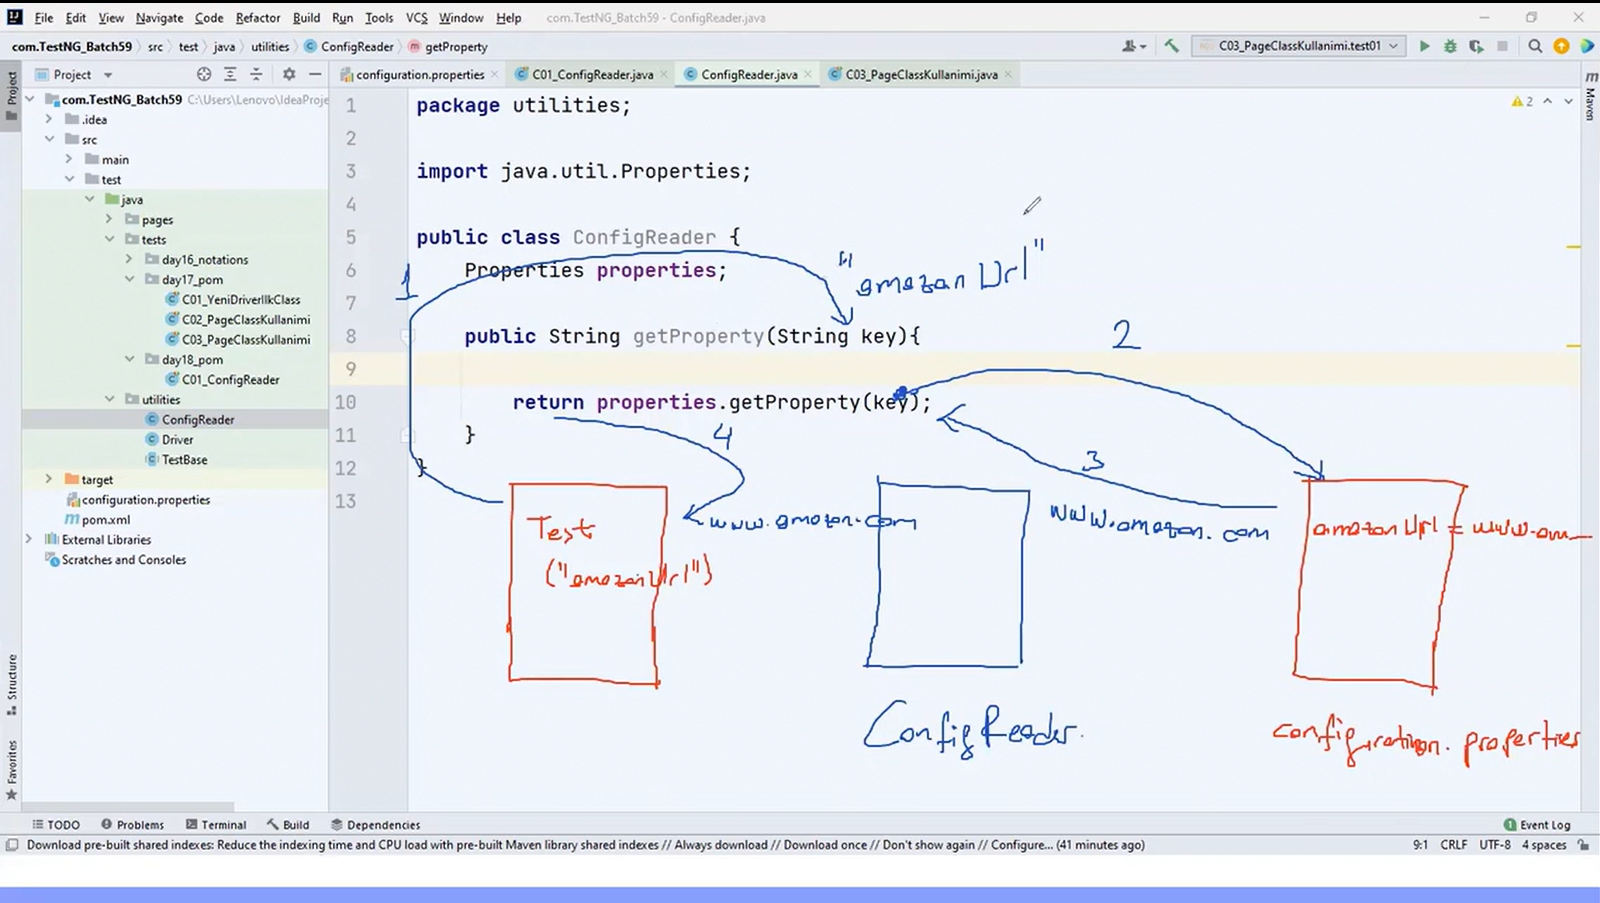 File Edit View Navigate Code Refactor Build Run Tools VCS Window Help com.TestNG_Batch59 - ConfigReader.java
com.TestNG_Batch59 src test java utilities ConfigReader getProperty C03_PageClassKullanimi.test01
Project configuration.properties C01_ConfigReader.java ConfigReader.java C03_PageClassKullanimi.java
Project
Maven
Structure
Favorites
com.TestNG_Batch59 C:\Users\Lenovo\IdeaProje
.idea
src
main
test
java
pages
tests
day16_notations
day17_pom
C01_YeniDriverIlkClass
C02_PageClassKullanimi
C03_PageClassKullanimi
day18_pom
C01_ConfigReader
utilities
ConfigReader
Driver
TestBase
target
configuration.properties
pom.xml
External Libraries
Scratches and Consoles
2
1 package utilities;
2
3 import java.util.Properties;
4
5 public class ConfigReader {
6 Properties properties;
7
8 public String getProperty(String key){
9
10 return properties.getProperty(key);
11 }
12 }
13
1
"amazonUrl"
2
3
4
www.amazon.com
www.amazon.com
Test
("amazonUrl")
amazonUrl = www.am
ConfigReader.
configuration.properties
TODO Problems Terminal Build Dependencies 1 Event Log
Download pre-built shared indexes: Reduce the indexing time and CPU load with pre-built Maven library shared indexes // Always download // Download once // Don't show again // Configure... (41 minutes ago) 9:1 CRLF UTF-8 4 spaces